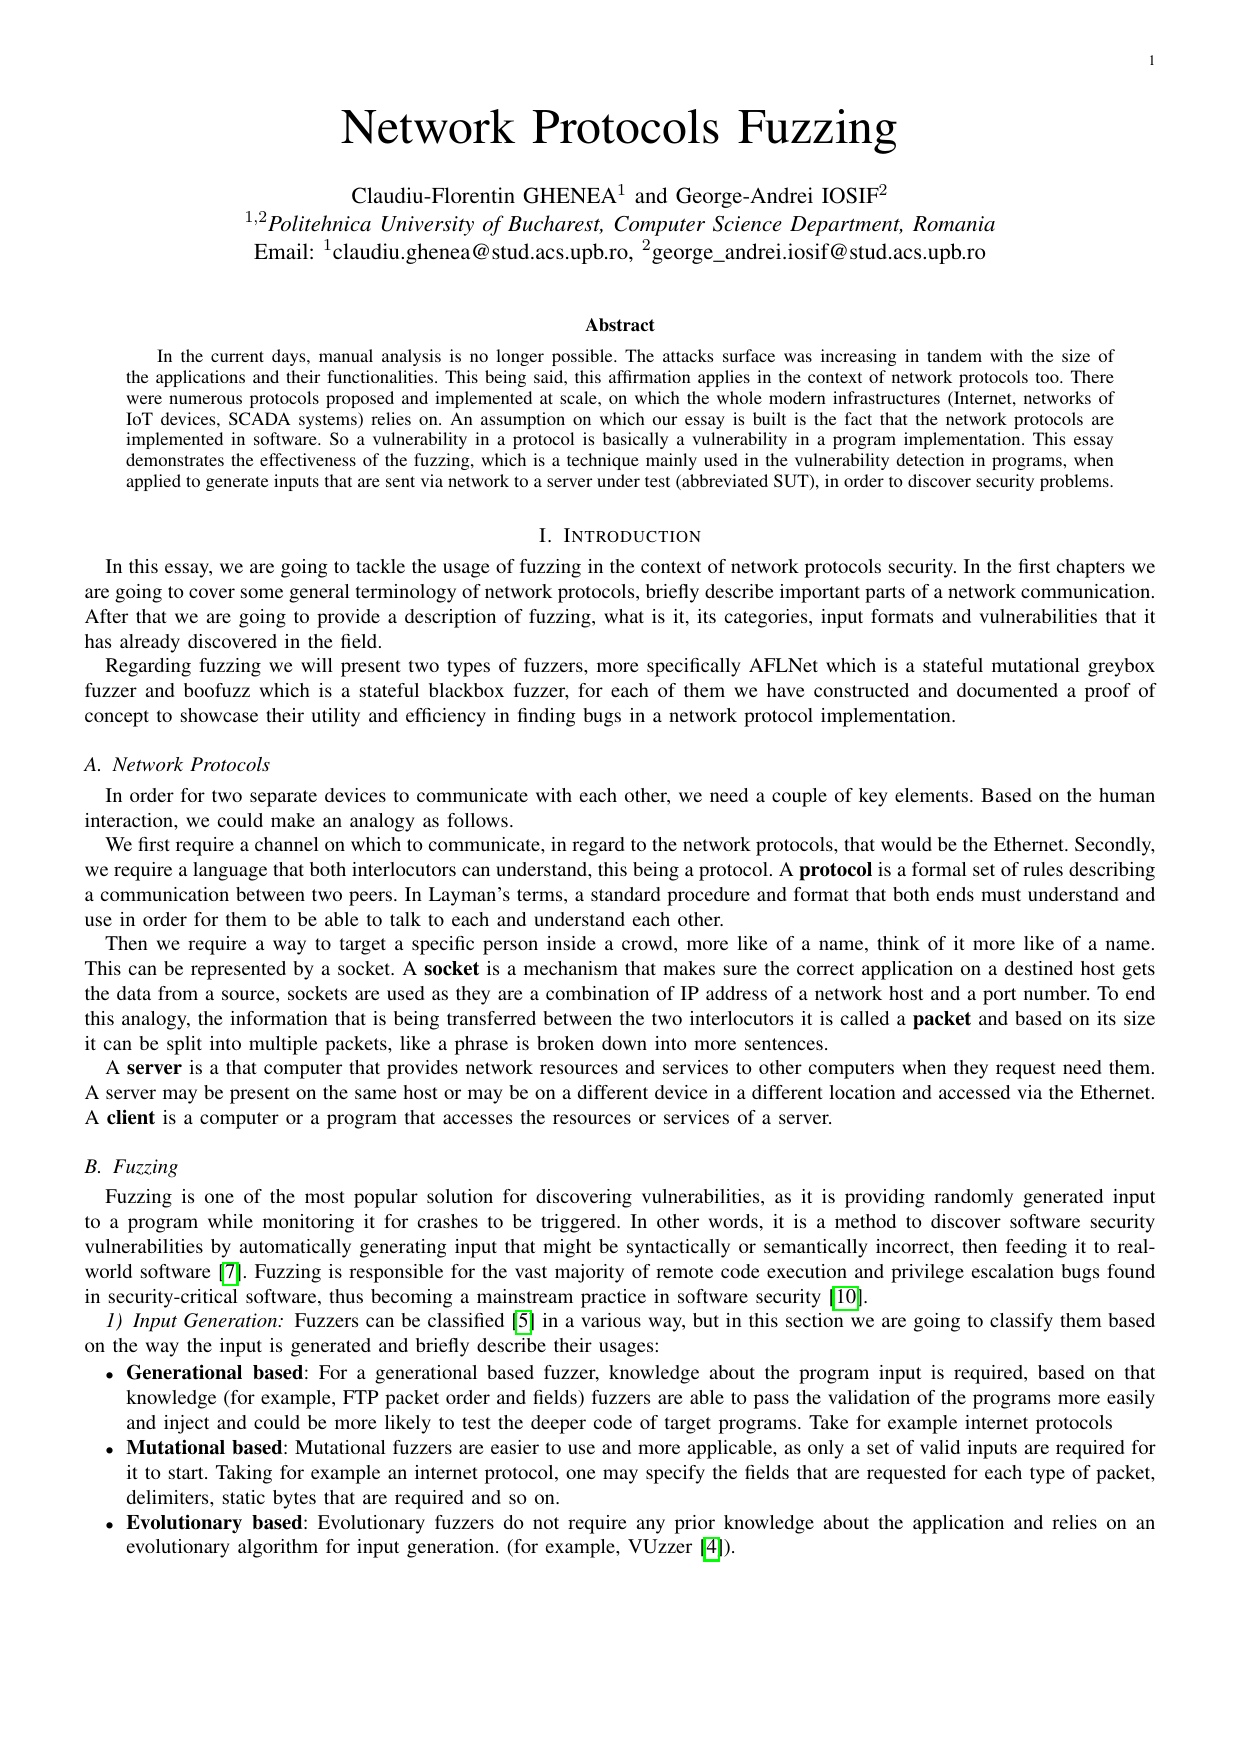 1
Network Protocols Fuzzing
Claudiu-Florentin GHENEA1 and George-Andrei IOSIF2
1,2Politehnica University of Bucharest, Computer Science Department, Romania
Email: 1claudiu.ghenea@stud.acs.upb.ro, 2george_andrei.iosif@stud.acs.upb.ro
Abstract
In the current days, manual analysis is no longer possible. The attacks surface was increasing in tandem with the size of
the applications and their functionalities. This being said, this affirmation applies in the context of network protocols too. There
were numerous protocols proposed and implemented at scale, on which the whole modern infrastructures (Internet, networks of
IoT devices, SCADA systems) relies on. An assumption on which our essay is built is the fact that the network protocols are
implemented in software. So a vulnerability in a protocol is basically a vulnerability in a program implementation. This essay
demonstrates the effectiveness of the fuzzing, which is a technique mainly used in the vulnerability detection in programs, when
applied to generate inputs that are sent via network to a server under test (abbreviated SUT), in order to discover security problems.
I. INTRODUCTION
In this essay, we are going to tackle the usage of fuzzing in the context of network protocols security. In the first chapters we
are going to cover some general terminology of network protocols, briefly describe important parts of a network communication.
After that we are going to provide a description of fuzzing, what is it, its categories, input formats and vulnerabilities that it
has already discovered in the field.
Regarding fuzzing we will present two types of fuzzers, more specifically AFLNet which is a stateful mutational greybox
fuzzer and boofuzz which is a stateful blackbox fuzzer, for each of them we have constructed and documented a proof of
concept to showcase their utility and efficiency in finding bugs in a network protocol implementation.
A. Network Protocols
In order for two separate devices to communicate with each other, we need a couple of key elements. Based on the human
interaction, we could make an analogy as follows.
We first require a channel on which to communicate, in regard to the network protocols, that would be the Ethernet. Secondly,
we require a language that both interlocutors can understand, this being a protocol. A protocol is a formal set of rules describing
a communication between two peers. In Layman's terms, a standard procedure and format that both ends must understand and
use in order for them to be able to talk to each and understand each other.
Then we require a way to target a specific person inside a crowd, more like of a name, think of it more like of a name.
This can be represented by a socket. A socket is a mechanism that makes sure the correct application on a destined host gets
the data from a source, sockets are used as they are a combination of IP address of a network host and a port number. To end
this analogy, the information that is being transferred between the two interlocutors it is called a packet and based on its size
it can be split into multiple packets, like a phrase is broken down into more sentences.
A server is a that computer that provides network resources and services to other computers when they request need them.
A server may be present on the same host or may be on a different device in a different location and accessed via the Ethernet.
A client is a computer or a program that accesses the resources or services of a server.
B. Fuzzing
Fuzzing is one of the most popular solution for discovering vulnerabilities, as it is providing randomly generated input
to a program while monitoring it for crashes to be triggered. In other words, it is a method to discover software security
vulnerabilities by automatically generating input that might be syntactically or semantically incorrect, then feeding it to real-
world software [7]. Fuzzing is responsible for the vast majority of remote code execution and privilege escalation bugs found
in security-critical software, thus becoming a mainstream practice in software security [10].
1) Input Generation: Fuzzers can be classified [5] in a various way, but in this section we are going to classify them based
on the way the input is generated and briefly describe their usages:
• Generational based: For a generational based fuzzer, knowledge about the program input is required, based on that
knowledge (for example, FTP packet order and fields) fuzzers are able to pass the validation of the programs more easily
and inject and could be more likely to test the deeper code of target programs. Take for example internet protocols
• Mutational based: Mutational fuzzers are easier to use and more applicable, as only a set of valid inputs are required for
it to start. Taking for example an internet protocol, one may specify the fields that are requested for each type of packet,
delimiters, static bytes that are required and so on.
• Evolutionary based: Evolutionary fuzzers do not require any prior knowledge about the application and relies on an
evolutionary algorithm for input generation. (for example, VUzzer [4]).